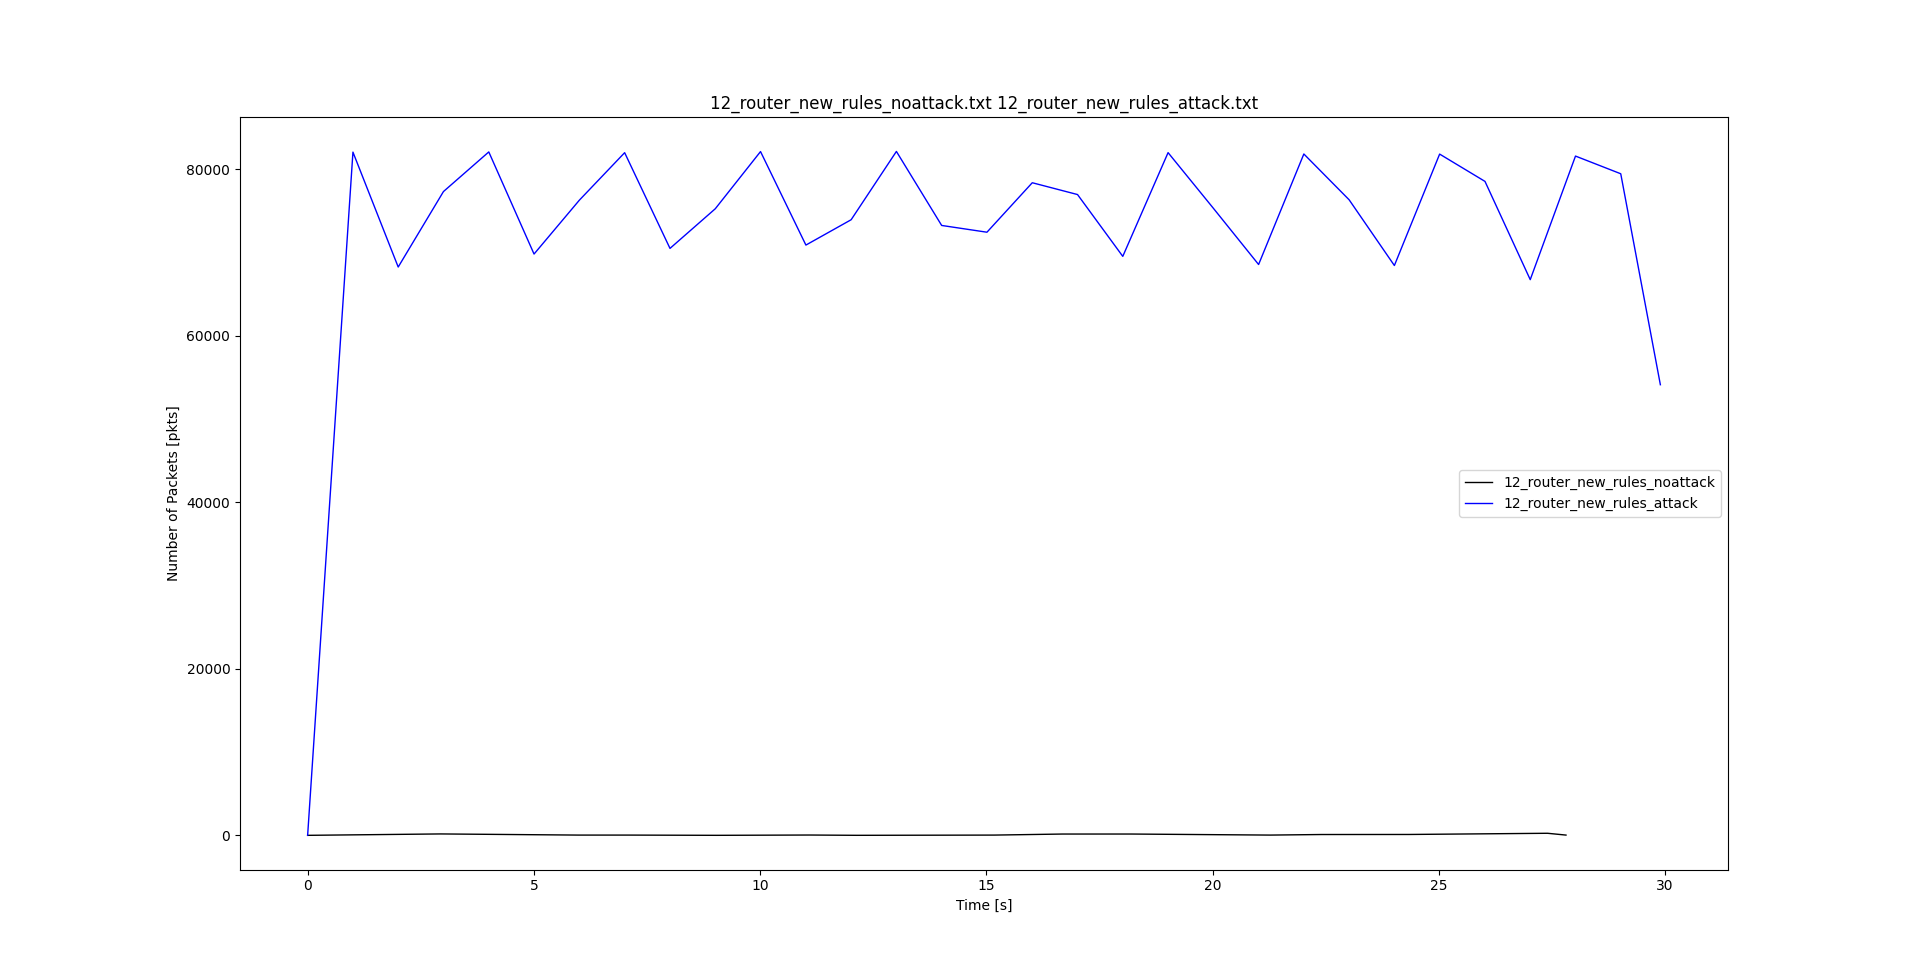 12_router_new_rules_noattack.txt 12_router_new_rules_attack.txt
80000
60000
40000
20000
0
Number of Packets [pkts]
12_router_new_rules_noattack
12_router_new_rules_attack
0 5 10 15 20 25 30
Time [s]